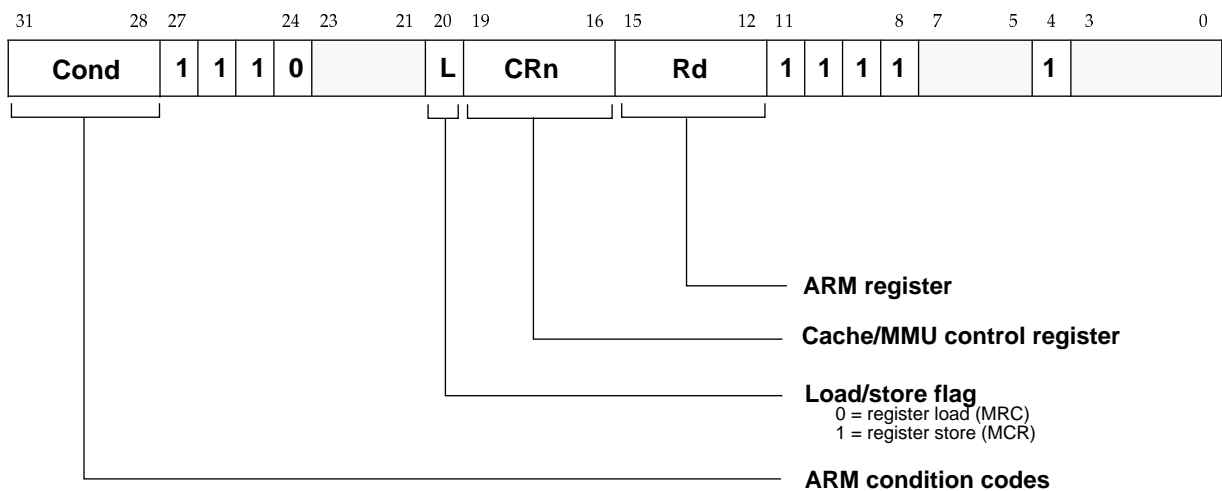 31 28 27 24 23 21 20 19 16 15 12 11 8 7 5 4 3 0
Cond 1 1 1 0 L CRn Rd 1 1 1 1 1
ARM register
Cache/MMU control register
Load/store flag
0 = register load (MRC)
1 = register store (MCR)
ARM condition codes